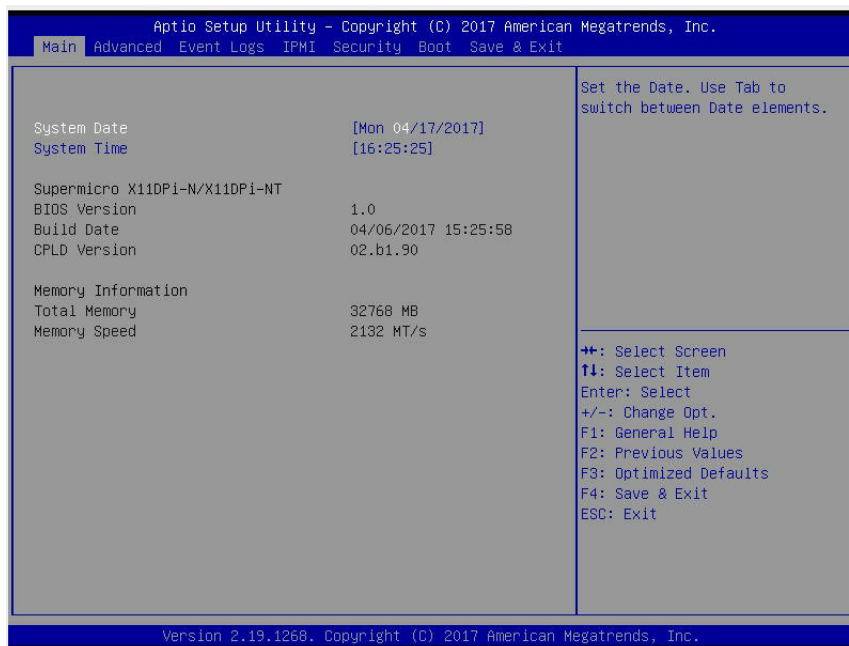 Aptio Setup Utility – Copyright (C) 2017 American Megatrends, Inc.
Main Advanced Event Logs IPMI Security Boot Save & Exit
System Date [Mon 04/17/2017]
System Time [16:25:25]
Supermicro X11DPi-N/X11DPi-NT
BIOS Version 1.0
Build Date 04/06/2017 15:25:58
CPLD Version 02.b1.90
Memory Information
Total Memory 32768 MB
Memory Speed 2132 MT/s
Set the Date. Use Tab to
switch between Date elements.
→←: Select Screen
↑↓: Select Item
Enter: Select
+/-: Change Opt.
F1: General Help
F2: Previous Values
F3: Optimized Defaults
F4: Save & Exit
ESC: Exit
Version 2.19.1268. Copyright (C) 2017 American Megatrends, Inc.